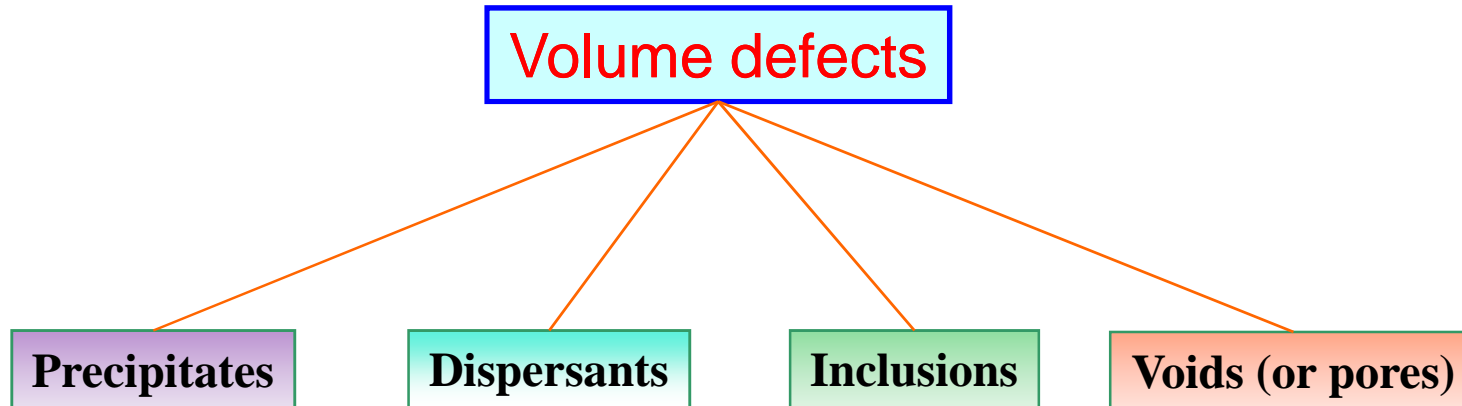 Volume defects
Precipitates
Dispersants
Inclusions
Voids (or pores)